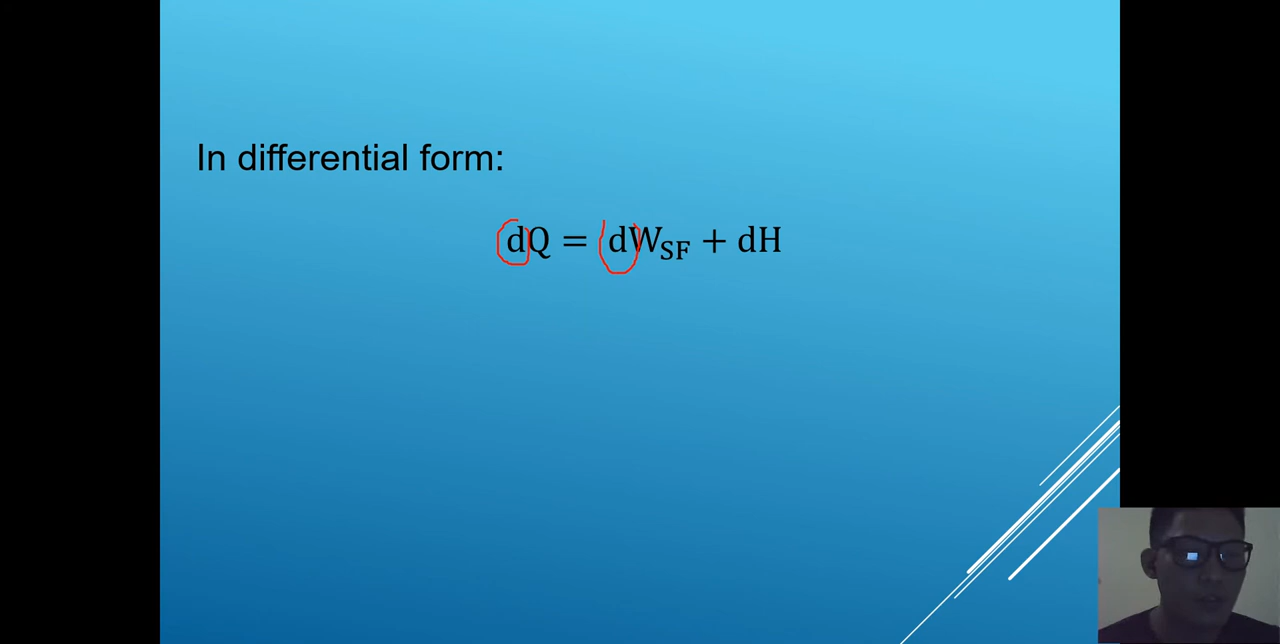 In differential form:
dQ = dW_SF + dH